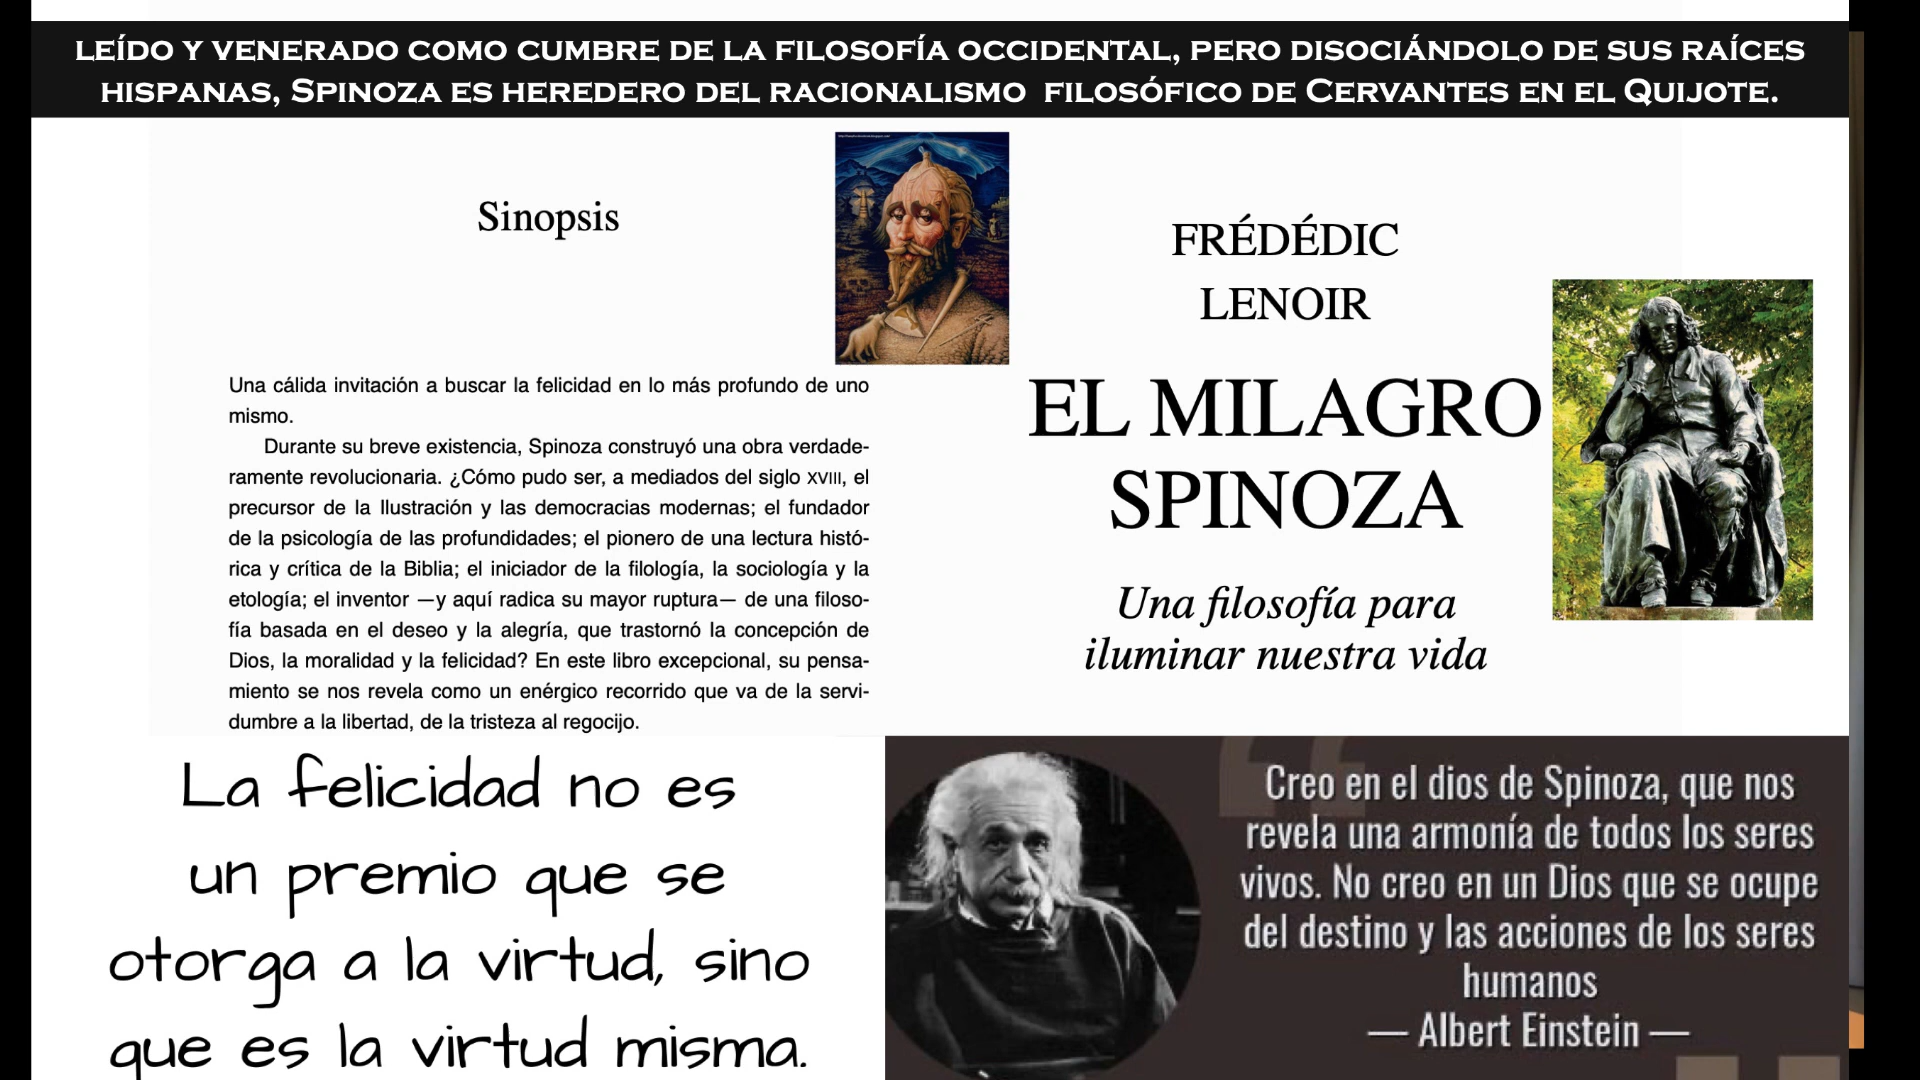 LEÍDO Y VENERADO COMO CUMBRE DE LA FILOSOFÍA OCCIDENTAL, PERO DISOCIÁNDOLO DE SUS RAÍCES
HISPANAS, SPINOZA ES HEREDERO DEL RACIONALISMO FILOSÓFICO DE CERVANTES EN EL QUIJOTE.
Sinopsis
Una cálida invitación a buscar la felicidad en lo más profundo de uno
mismo.
Durante su breve existencia, Spinoza construyó una obra verdade-
ramente revolucionaria. ¿Cómo pudo ser, a mediados del siglo XVIII, el
precursor de la Ilustración y las democracias modernas; el fundador
de la psicología de las profundidades; el pionero de una lectura histó-
rica y crítica de la Biblia; el iniciador de la filología, la sociología y la
etología; el inventor —y aquí radica su mayor ruptura— de una filoso-
fía basada en el deseo y la alegría, que trastornó la concepción de
Dios, la moralidad y la felicidad? En este libro excepcional, su pensa-
miento se nos revela como un enérgico recorrido que va de la servi-
dumbre a la libertad, de la tristeza al regocijo.
FRÉDÉDIC
LENOIR
EL MILAGRO
SPINOZA
Una filosofía para
iluminar nuestra vida
La felicidad no es
un premio que se
otorga a la virtud, sino
que es la virtud misma.
Creo en el dios de Spinoza, que nos
revela una armonía de todos los seres
vivos. No creo en un Dios que se ocupe
del destino y las acciones de los seres
humanos
— Albert Einstein —